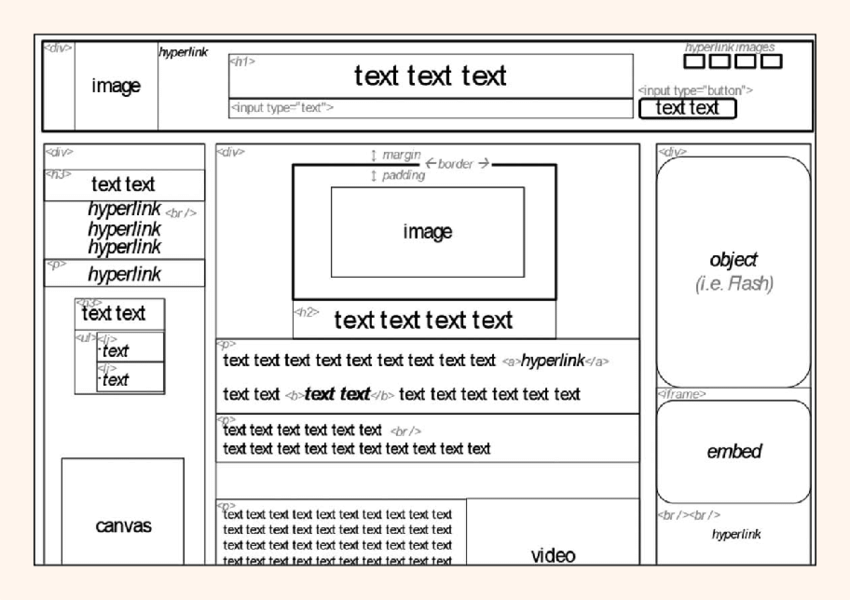 <div>
image
hyperlink
<h1>
text text text
<input type="text">
hyperlink images
<input type="button">
text text
<div>
<h3>
text text
hyperlink <br />
hyperlink
hyperlink
<p>
hyperlink
<h3>
text text
<ul>
<li>
·text
<li>
·text
canvas
<div>
↕ margin
←border →
↕ padding
image
<h2>
text text text text
<p>
text text text text text text text text text <a>hyperlink</a>
text text <b>text text</b> text text text text text text
<p>
text text text text text text <br />
text text text text text text text text text text
<p>
text text text text text text text text text text
text text text text text text text text text text
text text text text text text text text text text
text text text text text text text text text text
video
<div>
object
(i.e. Flash)
<iframe>
embed
<br /><br />
hyperlink